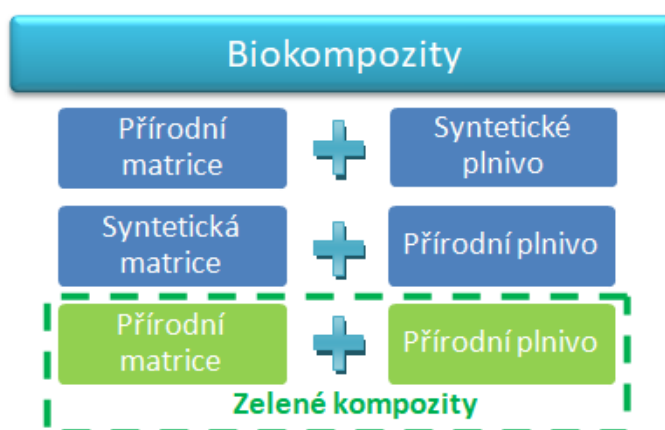 Biokompozity
Přírodní
matrice
Syntetické
plnivo
Syntetická
matrice
Přírodní plnivo
Přírodní
matrice
Přírodní plnivo
Zelené kompozity